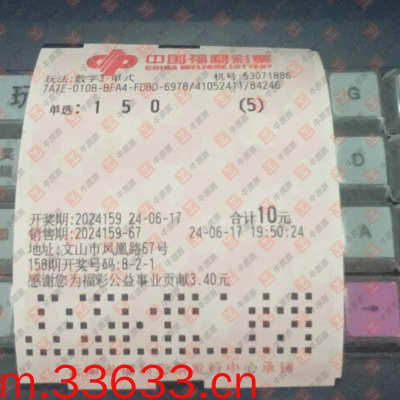 中国福利彩票
CHINA WELFARE LOTTERY
玩法:数字3-单式 机号:53071886
7A7E-0108-BFA4-FDB0-6978/41052411/84246
单选: 1 5 0 (5)
开奖期:2024159 24-06-17 合计10元
销售期:2024159-67 24-06-17 19:50:24
地址:文山市凤凰路67号
158期开奖号码:8-2-1
感谢您为福彩公益事业贡献3.40元
m.33633.cn
玩
G
D
A